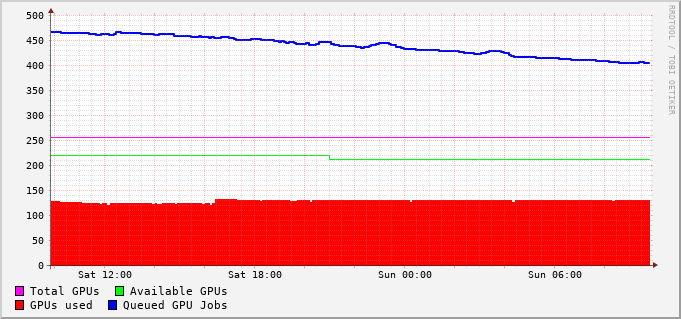 500
450
400
350
300
250
200
150
100
50
0
Sat 12:00 Sat 18:00 Sun 00:00 Sun 06:00
Total GPUs Available GPUs
GPUs used Queued GPU Jobs
RRDTOOL / TOBI OETIKER